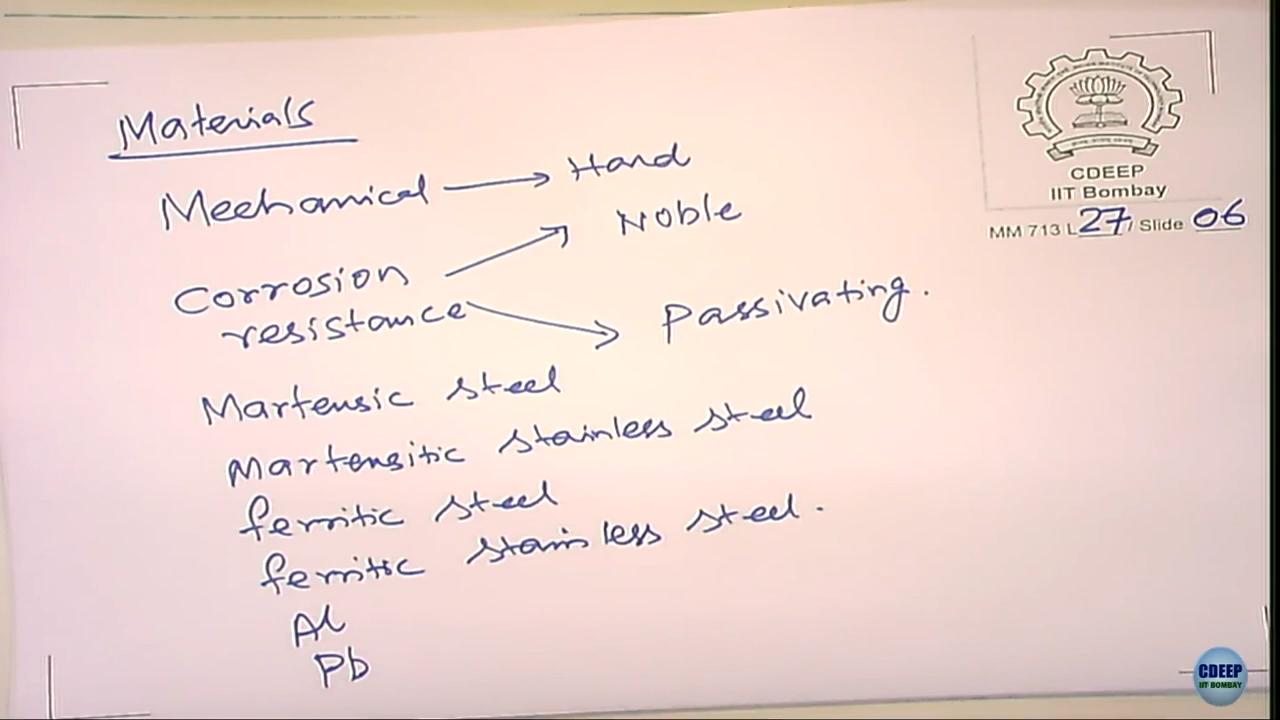 Materials
Mechanical → Hard
Corrosion resistance → Noble
→ Passivating.
Martensic steel
Martensitic stainless steel
ferritic steel
ferritic stainless steel.
Al
Pb
CDEEP
IIT Bombay
MM 713 L 27 / Slide 06
CDEEP
IIT BOMBAY